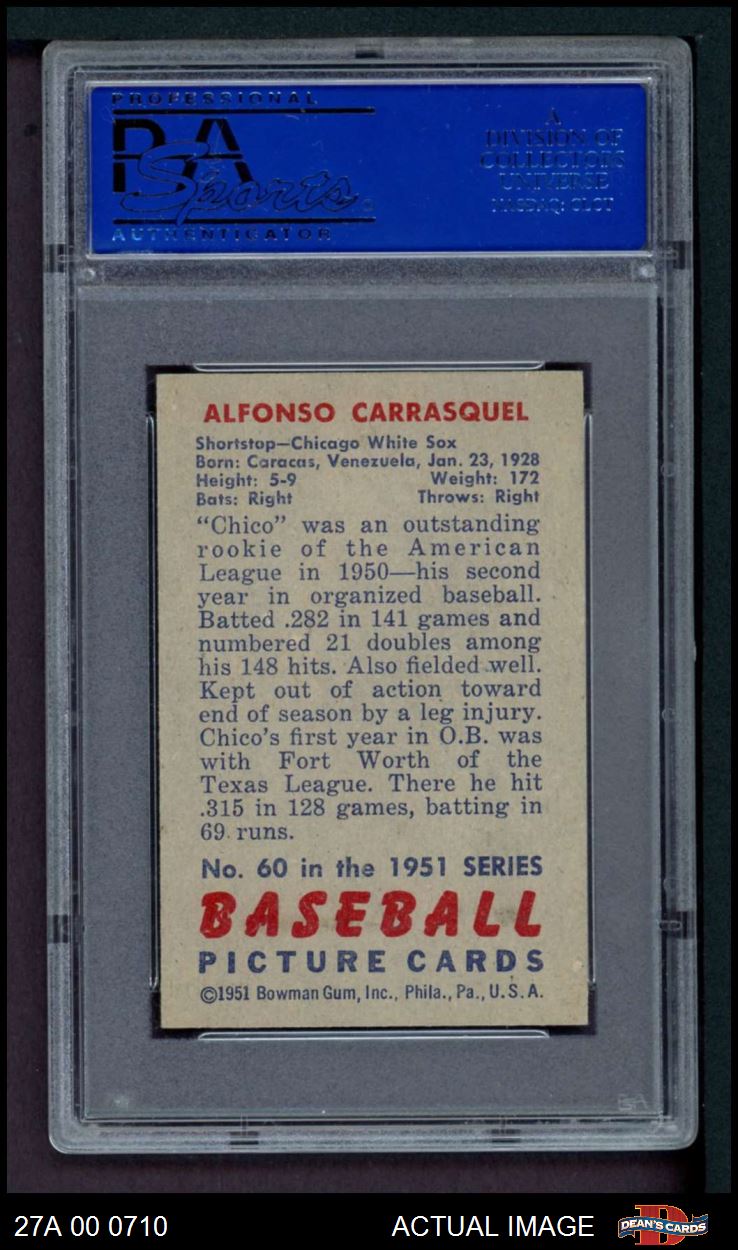 PROFESSIONAL
PSA
Sports
AUTHENTICATOR
A
DIVISION OF
COLLECTORS
UNIVERSE
NASDAQ: CLCT
ALFONSO CARRASQUEL
Shortstop—Chicago White Sox
Born: Caracas, Venezuela, Jan. 23, 1928
Height: 5-9 Weight: 172
Bats: Right Throws: Right
"Chico" was an outstanding
rookie of the American
League in 1950—his second
year in organized baseball.
Batted .282 in 141 games and
numbered 21 doubles among
his 148 hits. Also fielded well.
Kept out of action toward
end of season by a leg injury.
Chico's first year in O.B. was
with Fort Worth of the
Texas League. There he hit
.315 in 128 games, batting in
69 runs.
No. 60 in the 1951 SERIES
BASEBALL
PICTURE CARDS
©1951 Bowman Gum, Inc., Phila., Pa., U.S.A.
27A 00 0710 ACTUAL IMAGE DEAN'S CARDS